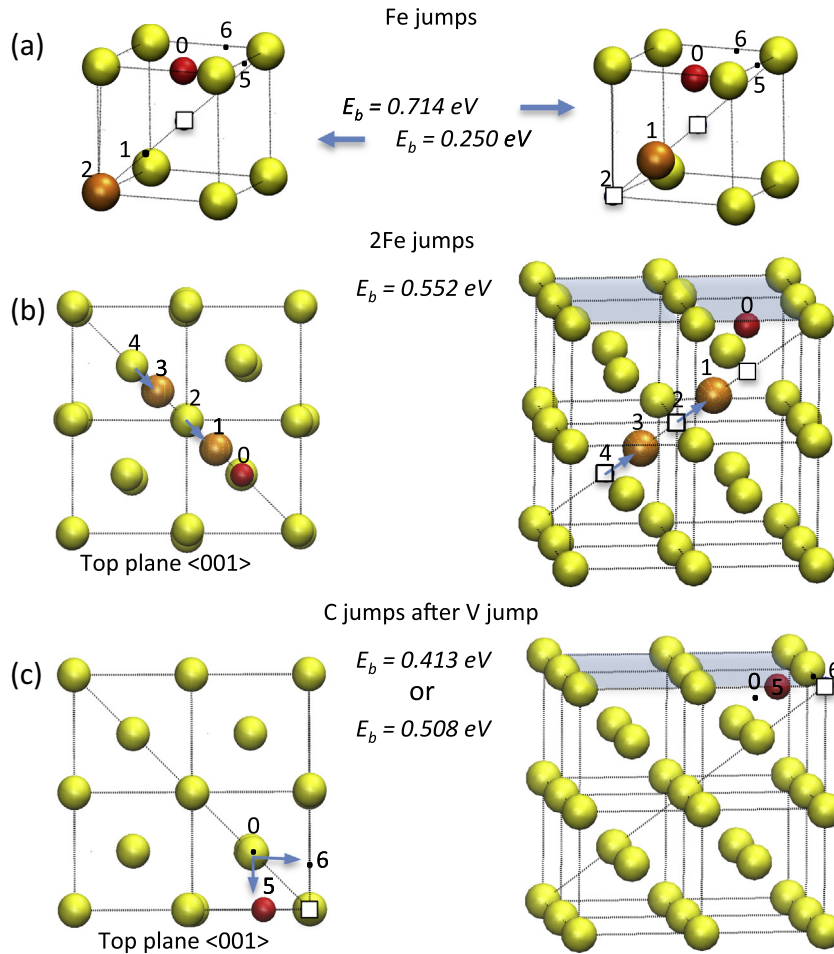 Fe jumps
(a)
0
6
5
1
2
E_b = 0.714 eV
E_b = 0.250 eV
0
6
5
1
2
2Fe jumps
(b)
E_b = 0.552 eV
4
3
2
1
0
Top plane <001>
0
1
2
3
4
C jumps after V jump
(c)
E_b = 0.413 eV
or
E_b = 0.508 eV
0
6
5
Top plane <001>
0
5
6